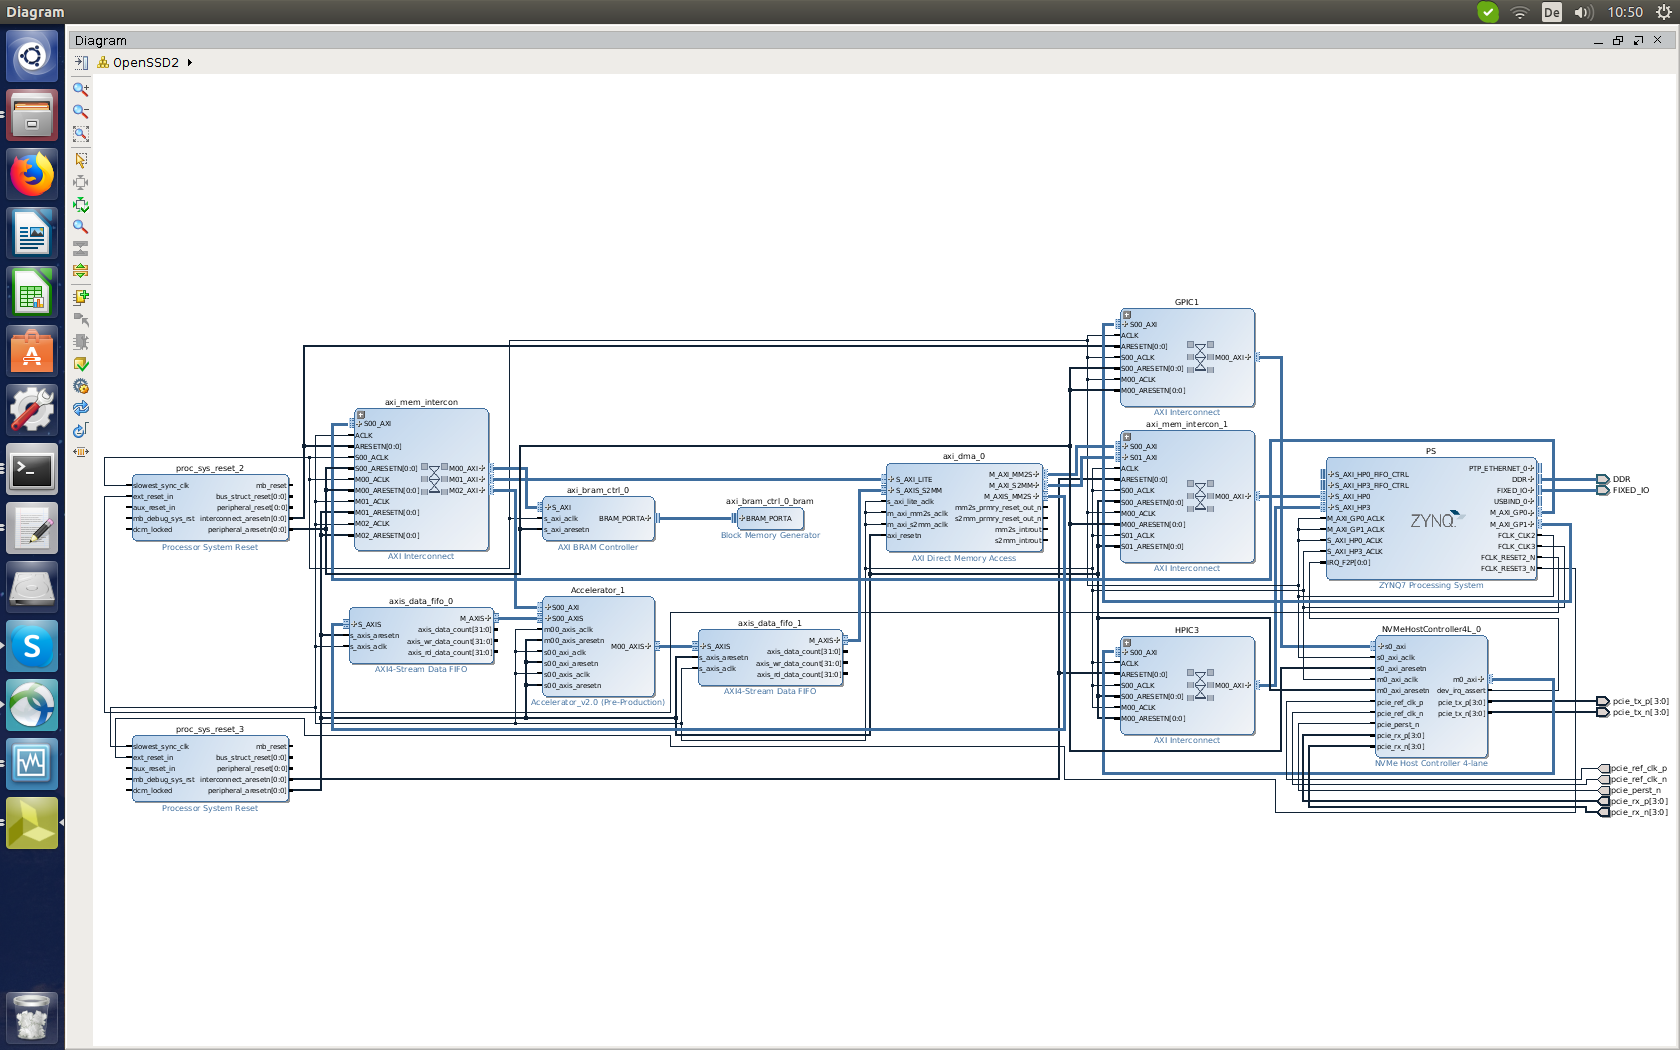 Diagram
De
10:50
Diagram
OpenSSD2
GPIC1
S00_AXI
ACLK
ARESETN[0:0]
S00_ACLK
S00_ARESETN[0:0]
M00_ACLK
M00_ARESETN[0:0]
M00_AXI
AXI Interconnect
axi_mem_intercon
S00_AXI
ACLK
ARESETN[0:0]
S00_ACLK
S00_ARESETN[0:0]
M00_ACLK
M00_ARESETN[0:0]
M01_ACLK
M01_ARESETN[0:0]
M02_ACLK
M02_ARESETN[0:0]
M00_AXI
M01_AXI
M02_AXI
AXI Interconnect
proc_sys_reset_2
slowest_sync_clk
ext_reset_in
aux_reset_in
mb_debug_sys_rst
dcm_locked
mb_reset
bus_struct_reset[0:0]
peripheral_reset[0:0]
interconnect_aresetn[0:0]
peripheral_aresetn[0:0]
Processor System Reset
axi_bram_ctrl_0
S_AXI
s_axi_aclk
s_axi_aresetn
BRAM_PORTA
AXI BRAM Controller
axi_bram_ctrl_0_bram
BRAM_PORTA
Block Memory Generator
axi_dma_0
S_AXI_LITE
S_AXIS_S2MM
s_axi_lite_aclk
m_axi_mm2s_aclk
m_axi_s2mm_aclk
axi_resetn
M_AXI_MM2S
M_AXI_S2MM
M_AXIS_MM2S
mm2s_prmry_reset_out_n
s2mm_prmry_reset_out_n
mm2s_introut
s2mm_introut
AXI Direct Memory Access
axi_mem_intercon_1
S00_AXI
S01_AXI
ACLK
ARESETN[0:0]
S00_ACLK
S00_ARESETN[0:0]
M00_ACLK
M00_ARESETN[0:0]
S01_ACLK
S01_ARESETN[0:0]
M00_AXI
AXI Interconnect
PS
S_AXI_HP0_FIFO_CTRL
S_AXI_HP3_FIFO_CTRL
S_AXI_HP0
S_AXI_HP3
M_AXI_GP0_ACLK
M_AXI_GP1_ACLK
S_AXI_HP0_ACLK
S_AXI_HP3_ACLK
IRQ_F2P[0:0]
ZYNQ
PTP_ETHERNET_0
DDR
FIXED_IO
USBIND_0
M_AXI_GP0
M_AXI_GP1
FCLK_CLK2
FCLK_CLK3
FCLK_RESET2_N
FCLK_RESET3_N
ZYNQ7 Processing System
DDR
FIXED_IO
axis_data_fifo_0
S_AXIS
s_axis_aresetn
s_axis_aclk
M_AXIS
axis_data_count[31:0]
axis_wr_data_count[31:0]
axis_rd_data_count[31:0]
AXI4-Stream Data FIFO
Accelerator_1
S00_AXI
S00_AXIS
m00_axis_aclk
m00_axis_aresetn
s00_axi_aclk
s00_axi_aresetn
s00_axis_aclk
s00_axis_aresetn
M00_AXIS
Accelerator_v2.0 (Pre-Production)
axis_data_fifo_1
S_AXIS
s_axis_aresetn
s_axis_aclk
M_AXIS
axis_data_count[31:0]
axis_wr_data_count[31:0]
axis_rd_data_count[31:0]
AXI4-Stream Data FIFO
HPIC3
S00_AXI
ACLK
ARESETN[0:0]
S00_ACLK
S00_ARESETN[0:0]
M00_ACLK
M00_ARESETN[0:0]
M00_AXI
AXI Interconnect
NVMeHostController4L_0
s0_axi
s0_axi_aclk
s0_axi_aresetn
m0_axi_aclk
m0_axi_aresetn
pcie_ref_clk_p
pcie_ref_clk_n
pcie_perst_n
pcie_rx_p[3:0]
pcie_rx_n[3:0]
m0_axi
dev_irq_assert
pcie_tx_p[3:0]
pcie_tx_n[3:0]
NVMe Host Controller 4-lane
pcie_tx_p[3:0]
pcie_tx_n[3:0]
proc_sys_reset_3
slowest_sync_clk
ext_reset_in
aux_reset_in
mb_debug_sys_rst
dcm_locked
mb_reset
bus_struct_reset[0:0]
peripheral_reset[0:0]
interconnect_aresetn[0:0]
peripheral_aresetn[0:0]
Processor System Reset
pcie_ref_clk_p
pcie_ref_clk_n
pcie_perst_n
pcie_rx_p[3:0]
pcie_rx_n[3:0]